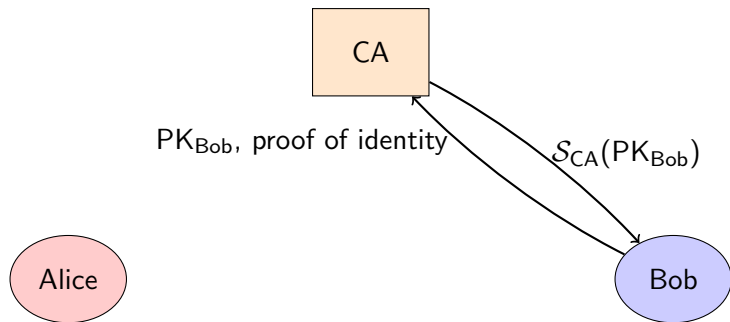 CA
PK_Bob, proof of identity
𝒮_CA(PK_Bob)
Alice
Bob